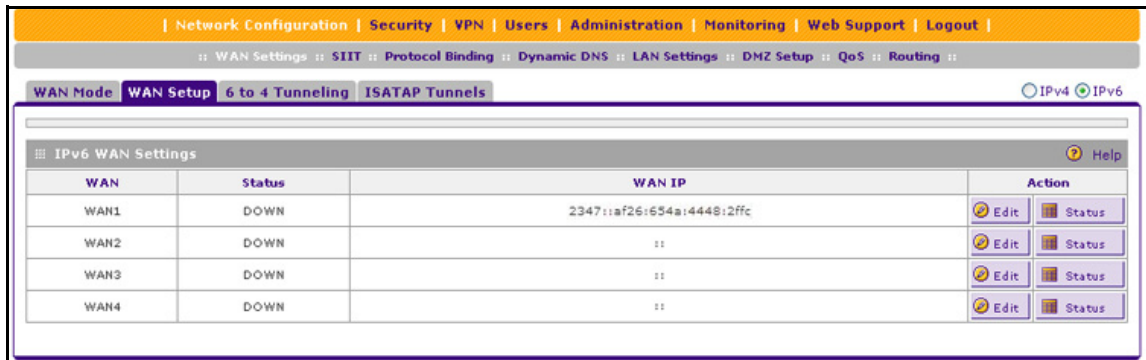 | Network Configuration | Security | VPN | Users | Administration | Monitoring | Web Support | Logout |
:: WAN Settings :: SIIT :: Protocol Binding :: Dynamic DNS :: LAN Settings :: DMZ Setup :: QoS :: Routing ::
WAN Mode WAN Setup 6 to 4 Tunneling ISATAP Tunnels IPv4 IPv6
IPv6 WAN Settings Help
WAN Status WAN IP Action
WAN1 DOWN 2347::af26:654a:4448:2ffc Edit Status
WAN2 DOWN :: Edit Status
WAN3 DOWN :: Edit Status
WAN4 DOWN :: Edit Status